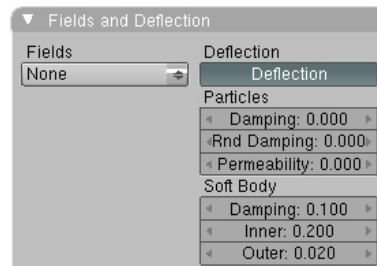 Fields and Deflection
Fields
None
Deflection
Deflection
Particles
Damping: 0.000
Rnd Damping: 0.000
Permeability: 0.000
Soft Body
Damping: 0.100
Inner: 0.200
Outer: 0.020